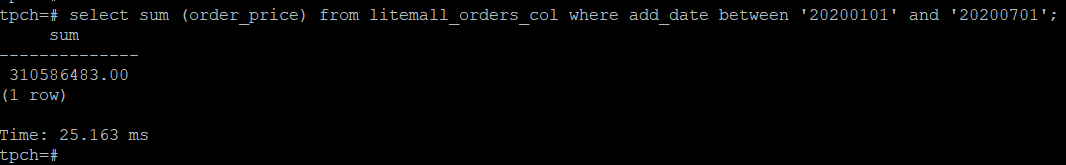 tpch=# select sum (order_price) from litemall_orders_col where add_date between '20200101' and '20200701';
sum
--------------
310586483.00
(1 row)
Time: 25.163 ms
tpch=#